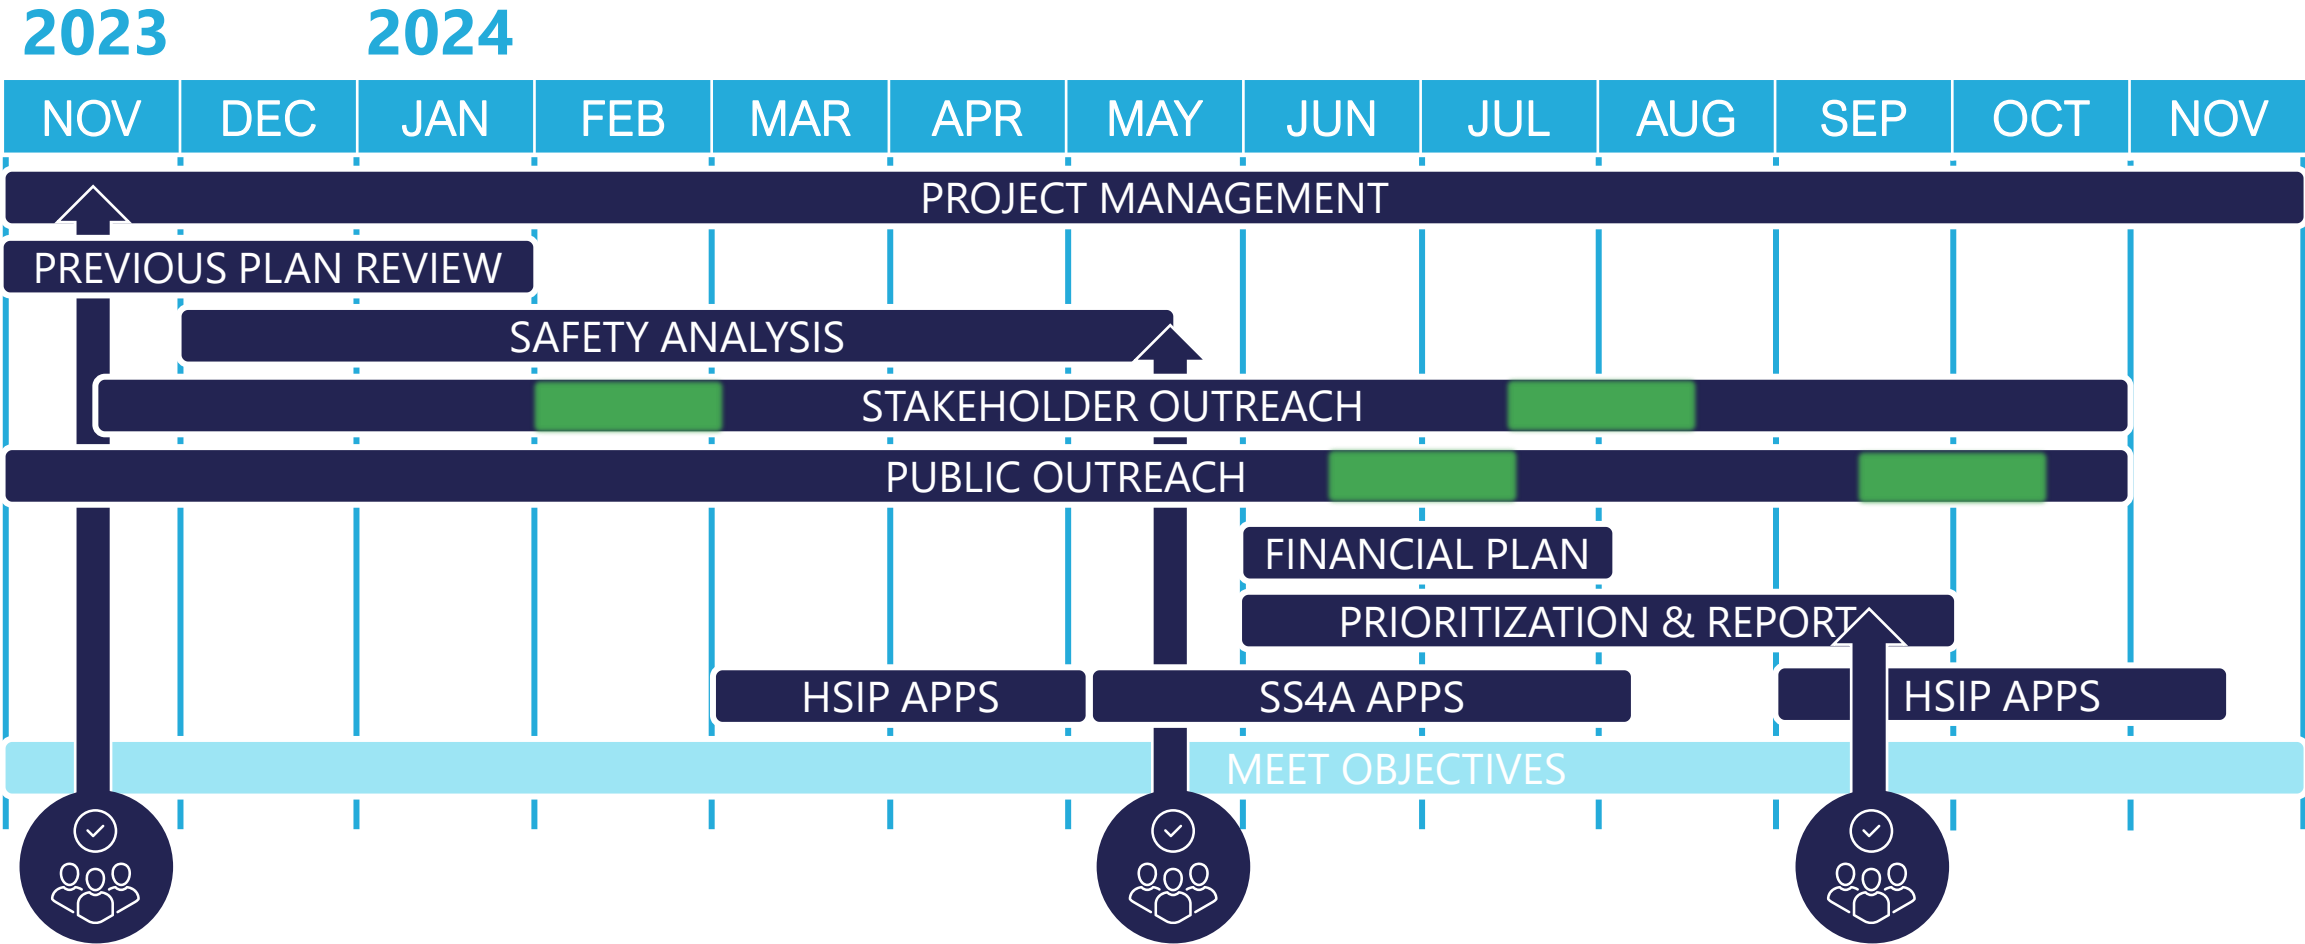 2023 2024
NOV DEC JAN FEB MAR APR MAY JUN JUL AUG SEP OCT NOV
PROJECT MANAGEMENT
PREVIOUS PLAN REVIEW
SAFETY ANALYSIS
STAKEHOLDER OUTREACH
PUBLIC OUTREACH
FINANCIAL PLAN
PRIORITIZATION & REPORT
HSIP APPS SS4A APPS HSIP APPS
MEET OBJECTIVES